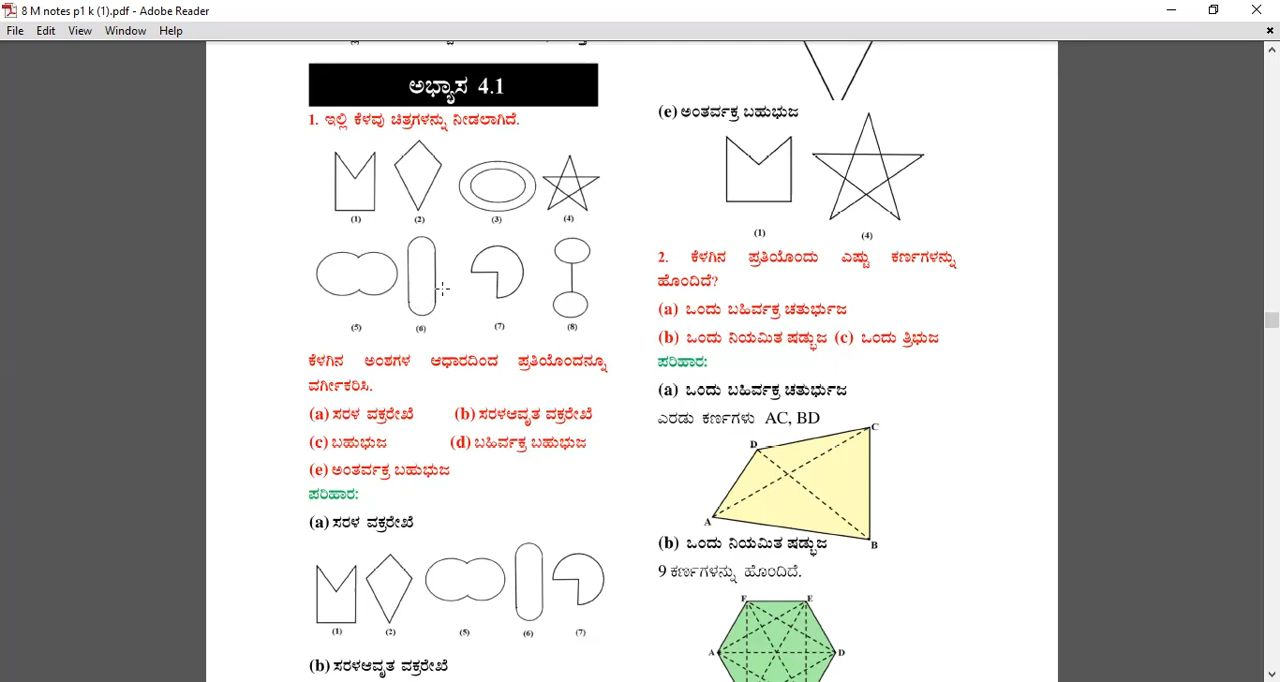 8 M notes p1 k (1).pdf - Adobe Reader
File Edit View Window Help
ಅಭ್ಯಾಸ 4.1
1. ಇಲ್ಲಿ ಕೆಲವು ಚಿತ್ರಗಳನ್ನು ನೀಡಲಾಗಿದೆ.
(1) (2) (3) (4)
(5) (6) (7) (8)
ಕೆಳಗಿನ ಅಂಶಗಳ ಆಧಾರದಿಂದ ಪ್ರತಿಯೊಂದನ್ನೂ
ವರ್ಗೀಕರಿಸಿ.
(a) ಸರಳ ವಕ್ರರೇಖೆ (b) ಸರಳಆವೃತ ವಕ್ರರೇಖೆ
(c) ಬಹುಭುಜ (d) ಬಹಿರ್ವಕ್ರ ಬಹುಭುಜ
(e) ಅಂತರ್ವಕ್ರ ಬಹುಭುಜ
ಪರಿಹಾರ:
(a) ಸರಳ ವಕ್ರರೇಖೆ
(1) (2) (5) (6) (7)
(b) ಸರಳಆವೃತ ವಕ್ರರೇಖೆ
(e) ಅಂತರ್ವಕ್ರ ಬಹುಭುಜ
(1) (4)
2. ಕೆಳಗಿನ ಪ್ರತಿಯೊಂದು ಎಷ್ಟು ಕರ್ಣಗಳನ್ನು
ಹೊಂದಿದೆ?
(a) ಒಂದು ಬಹಿರ್ವಕ್ರ ಚತುರ್ಭುಜ
(b) ಒಂದು ನಿಯಮಿತ ಷಡ್ಭುಜ (c) ಒಂದು ತ್ರಿಭುಜ
ಪರಿಹಾರ:
(a) ಒಂದು ಬಹಿರ್ವಕ್ರ ಚತುರ್ಭುಜ
ಎರಡು ಕರ್ಣಗಳು AC, BD
C
D
A
B
(b) ಒಂದು ನಿಯಮಿತ ಷಡ್ಭುಜ
9 ಕರ್ಣಗಳನ್ನು ಹೊಂದಿದೆ.
F E
A D